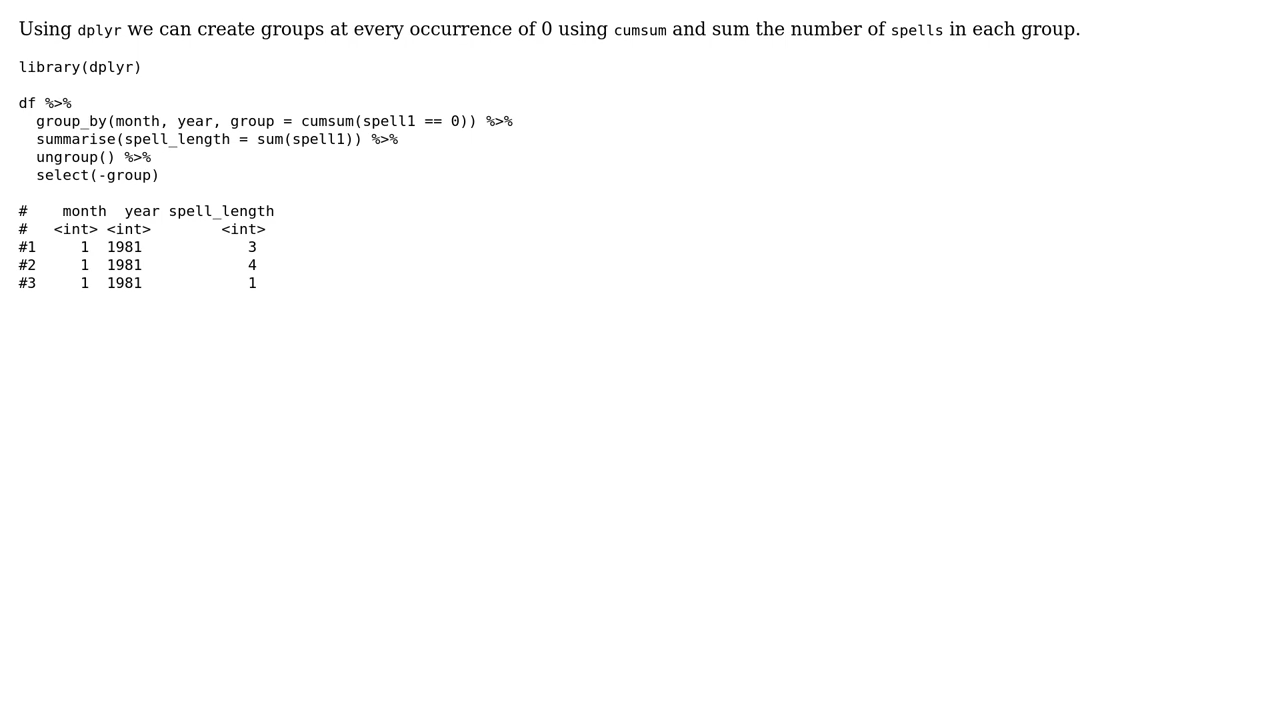 Using dplyr we can create groups at every occurrence of 0 using cumsum and sum the number of spells in each group.
library(dplyr)
df %>%
  group_by(month, year, group = cumsum(spell1 == 0)) %>%
  summarise(spell_length = sum(spell1)) %>%
  ungroup() %>%
  select(-group)
#    month  year spell_length
#   <int> <int>        <int>
#1     1  1981            3
#2     1  1981            4
#3     1  1981            1